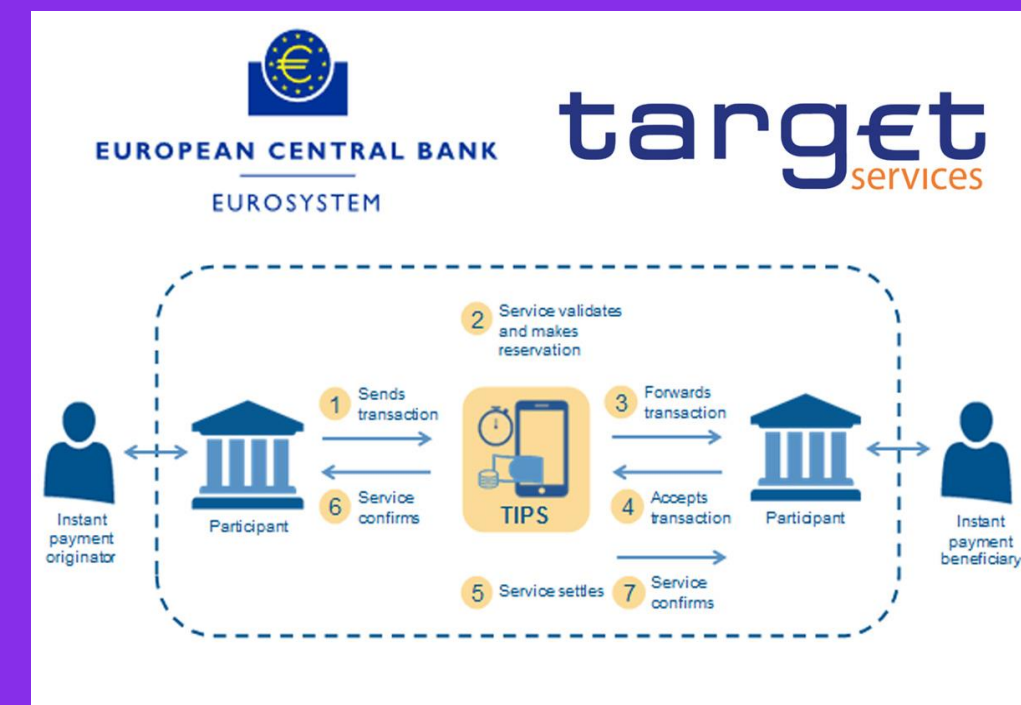 EUROPEAN CENTRAL BANK
EUROSYSTEM
target
services
2 Service validates
and makes
reservation
1 Sends
transaction
3 Forwards
transaction
6 Service
confirms
TIPS
4 Accepts
transaction
Instant
payment
originator
Participant
Participant
Instant
payment
beneficiary
5 Service settles
7 Service
confirms